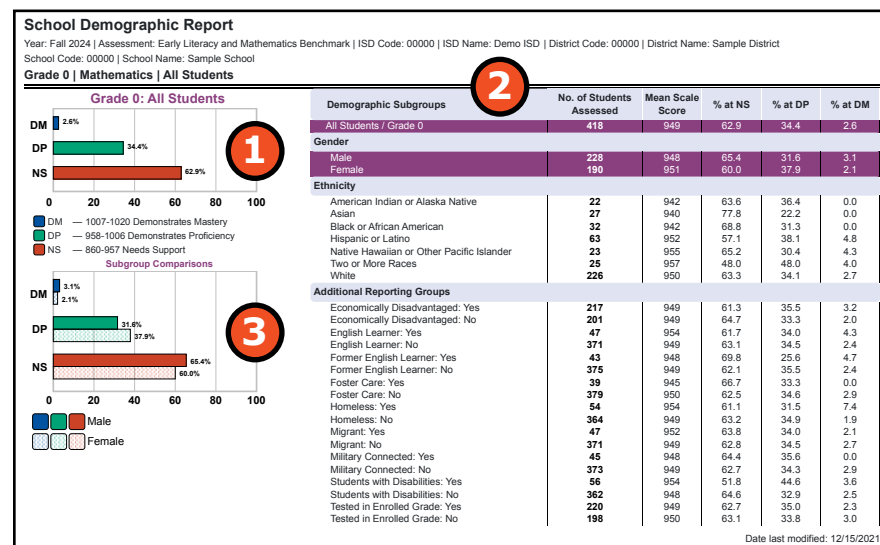 School Demographic Report
Year: Fall 2024 | Assessment: Early Literacy and Mathematics Benchmark | ISD Code: 00000 | ISD Name: Demo ISD | District Code: 00000 | District Name: Sample District
School Code: 00000 | School Name: Sample School
Grade 0 | Mathematics | All Students
Grade 0: All Students
DM 2.6%
DP 34.4%
NS 62.9%
0 20 40 60 80 100
1
DM — 1007-1020 Demonstrates Mastery
DP — 958-1006 Demonstrates Proficiency
NS — 860-957 Needs Support
Subgroup Comparisons
DM 3.1%
2.1%
DP 31.6%
37.9%
NS 65.4%
60.0%
0 20 40 60 80 100
3
Male
Female
2
Demographic Subgroups No. of Students Assessed Mean Scale Score % at NS % at DP % at DM
All Students / Grade 0 418 949 62.9 34.4 2.6
Gender
Male 228 948 65.4 31.6 3.1
Female 190 951 60.0 37.9 2.1
Ethnicity
American Indian or Alaska Native 22 942 63.6 36.4 0.0
Asian 27 940 77.8 22.2 0.0
Black or African American 32 942 68.8 31.3 0.0
Hispanic or Latino 63 952 57.1 38.1 4.8
Native Hawaiian or Other Pacific Islander 23 955 65.2 30.4 4.3
Two or More Races 25 957 48.0 48.0 4.0
White 226 950 63.3 34.1 2.7
Additional Reporting Groups
Economically Disadvantaged: Yes 217 949 61.3 35.5 3.2
Economically Disadvantaged: No 201 949 64.7 33.3 2.0
English Learner: Yes 47 954 61.7 34.0 4.3
English Learner: No 371 949 63.1 34.5 2.4
Former English Learner: Yes 43 948 69.8 25.6 4.7
Former English Learner: No 375 949 62.1 35.5 2.4
Foster Care: Yes 39 945 66.7 33.3 0.0
Foster Care: No 379 950 62.5 34.6 2.9
Homeless: Yes 54 954 61.1 31.5 7.4
Homeless: No 364 949 63.2 34.9 1.9
Migrant: Yes 47 952 63.8 34.0 2.1
Migrant: No 371 949 62.8 34.5 2.7
Military Connected: Yes 45 948 64.4 35.6 0.0
Military Connected: No 373 949 62.7 34.3 2.9
Students with Disabilities: Yes 56 954 51.8 44.6 3.6
Students with Disabilities: No 362 948 64.6 32.9 2.5
Tested in Enrolled Grade: Yes 220 949 62.7 35.0 2.3
Tested in Enrolled Grade: No 198 950 63.1 33.8 3.0
Date last modified: 12/15/2021